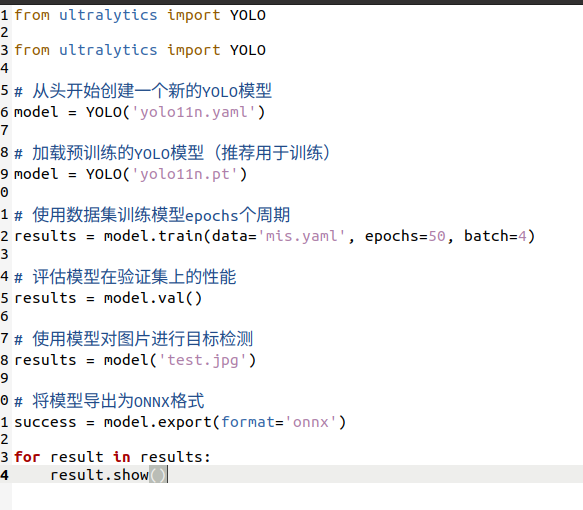 1 from ultralytics import YOLO
2
3 from ultralytics import YOLO
4
5 # 从头开始创建一个新的YOLO模型
6 model = YOLO('yolo11n.yaml')
7
8 # 加载预训练的YOLO模型（推荐用于训练）
9 model = YOLO('yolo11n.pt')
0
1 # 使用数据集训练模型epochs个周期
2 results = model.train(data='mis.yaml', epochs=50, batch=4)
3
4 # 评估模型在验证集上的性能
5 results = model.val()
6
7 # 使用模型对图片进行目标检测
8 results = model('test.jpg')
9
0 # 将模型导出为ONNX格式
1 success = model.export(format='onnx')
2
3 for result in results:
4     result.show()